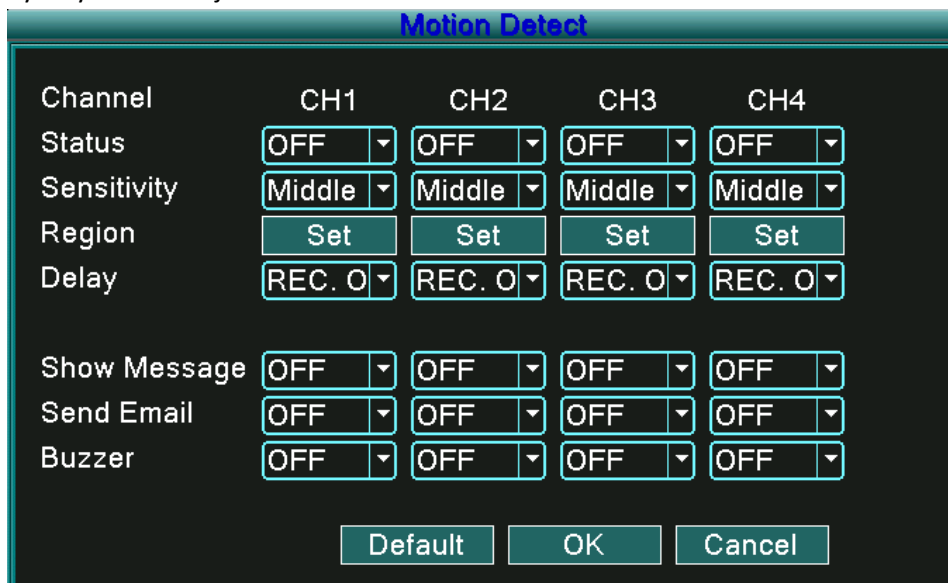 Motion Detect
Channel CH1 CH2 CH3 CH4
Status OFF OFF OFF OFF
Sensitivity Middle Middle Middle Middle
Region Set Set Set Set
Delay REC. O REC. O REC. O REC. O
Show Message OFF OFF OFF OFF
Send Email OFF OFF OFF OFF
Buzzer OFF OFF OFF OFF
Default OK Cancel